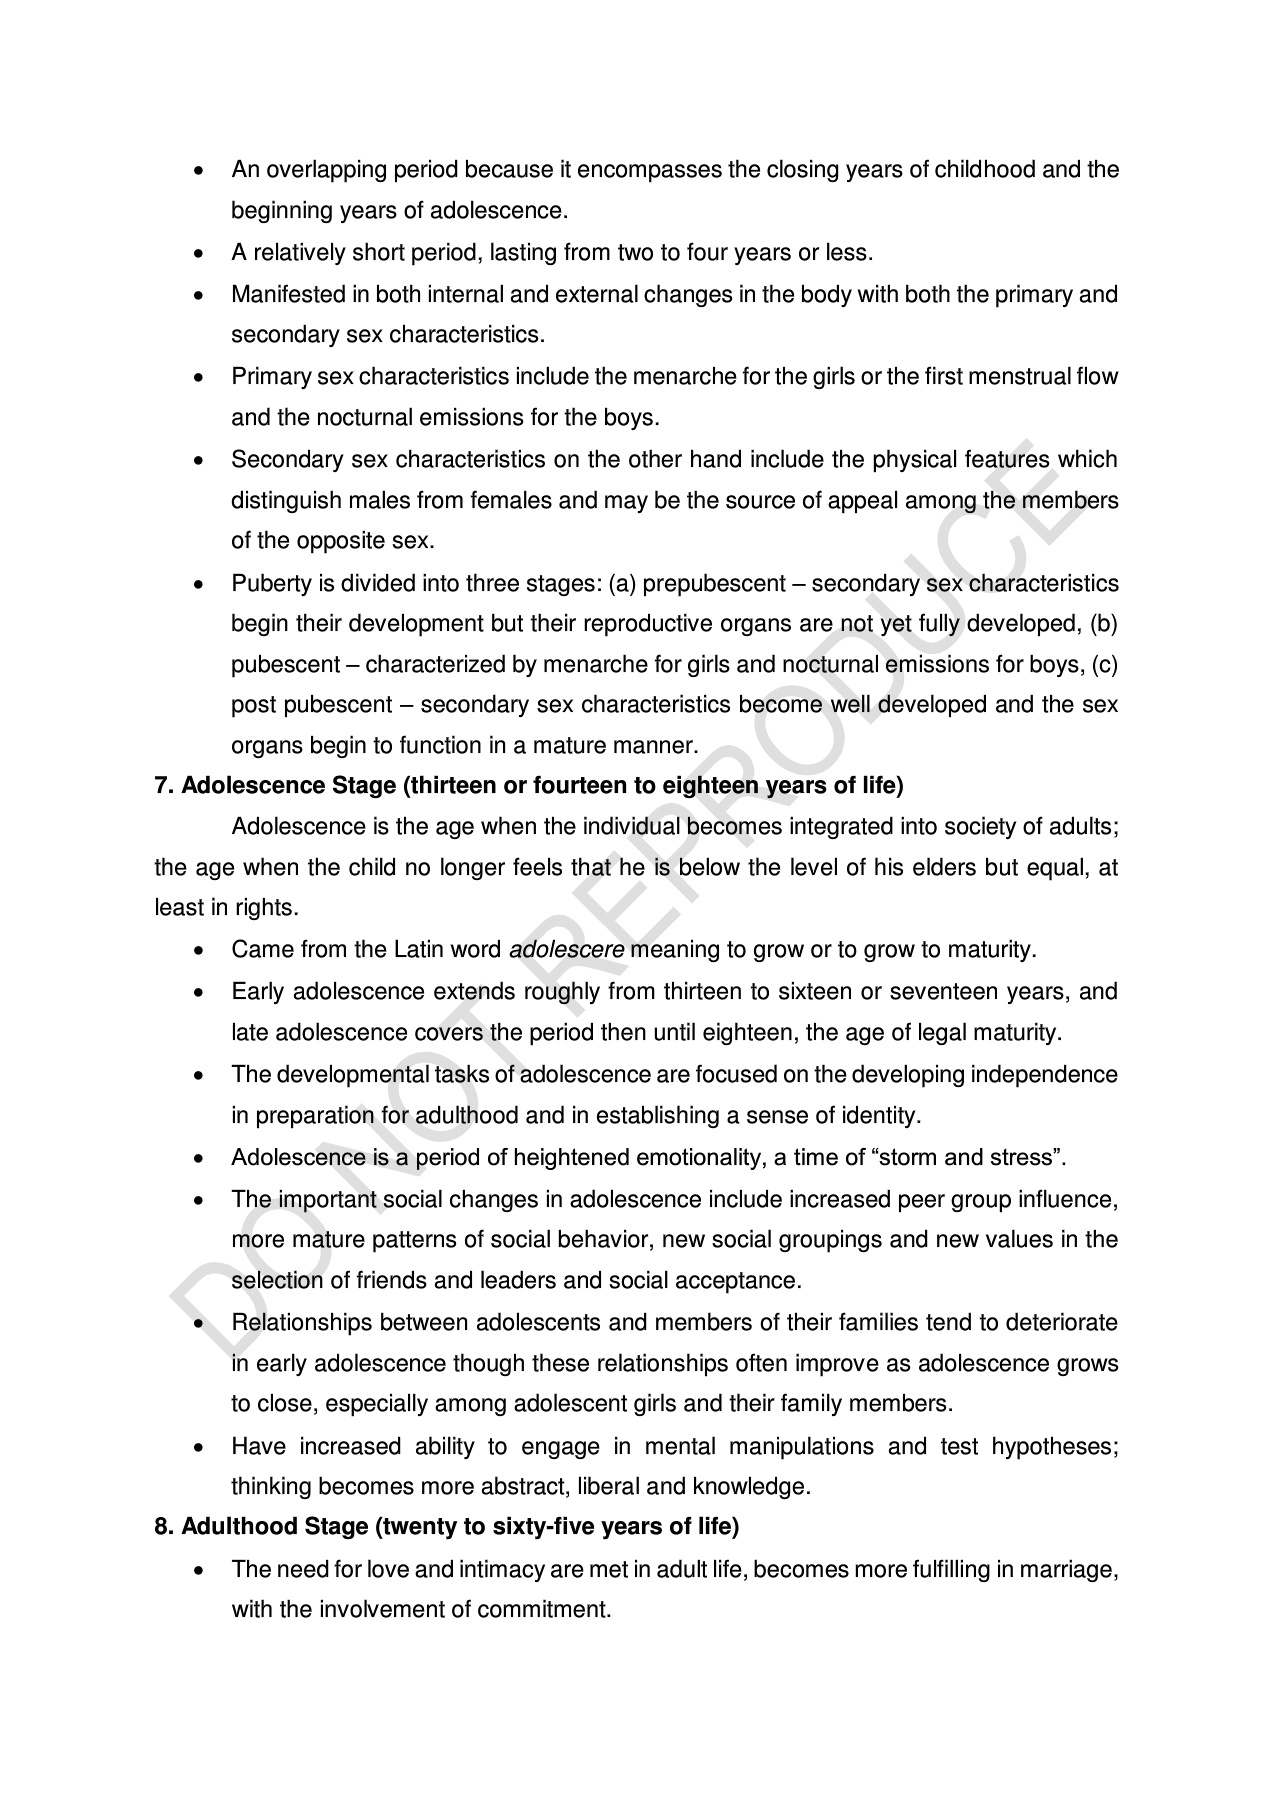 • An overlapping period because it encompasses the closing years of childhood and the
beginning years of adolescence.
• A relatively short period, lasting from two to four years or less.
• Manifested in both internal and external changes in the body with both the primary and
secondary sex characteristics.
• Primary sex characteristics include the menarche for the girls or the first menstrual flow
and the nocturnal emissions for the boys.
• Secondary sex characteristics on the other hand include the physical features which
distinguish males from females and may be the source of appeal among the members
of the opposite sex.
• Puberty is divided into three stages: (a) prepubescent – secondary sex characteristics
begin their development but their reproductive organs are not yet fully developed, (b)
pubescent – characterized by menarche for girls and nocturnal emissions for boys, (c)
post pubescent – secondary sex characteristics become well developed and the sex
organs begin to function in a mature manner.
7. Adolescence Stage (thirteen or fourteen to eighteen years of life)
Adolescence is the age when the individual becomes integrated into society of adults;
the age when the child no longer feels that he is below the level of his elders but equal, at
least in rights.
• Came from the Latin word adolescere meaning to grow or to grow to maturity.
• Early adolescence extends roughly from thirteen to sixteen or seventeen years, and
late adolescence covers the period then until eighteen, the age of legal maturity.
• The developmental tasks of adolescence are focused on the developing independence
in preparation for adulthood and in establishing a sense of identity.
• Adolescence is a period of heightened emotionality, a time of “storm and stress”.
• The important social changes in adolescence include increased peer group influence,
more mature patterns of social behavior, new social groupings and new values in the
selection of friends and leaders and social acceptance.
• Relationships between adolescents and members of their families tend to deteriorate
in early adolescence though these relationships often improve as adolescence grows
to close, especially among adolescent girls and their family members.
• Have increased ability to engage in mental manipulations and test hypotheses;
thinking becomes more abstract, liberal and knowledge.
8. Adulthood Stage (twenty to sixty-five years of life)
• The need for love and intimacy are met in adult life, becomes more fulfilling in marriage,
with the involvement of commitment.
DO NOT REPRODUCE